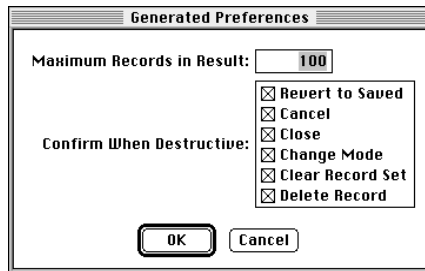 Generated Preferences
Maximum Records in Result: 100
Confirm When Destructive:
Revert to Saved
Cancel
Close
Change Mode
Clear Record Set
Delete Record
OK Cancel